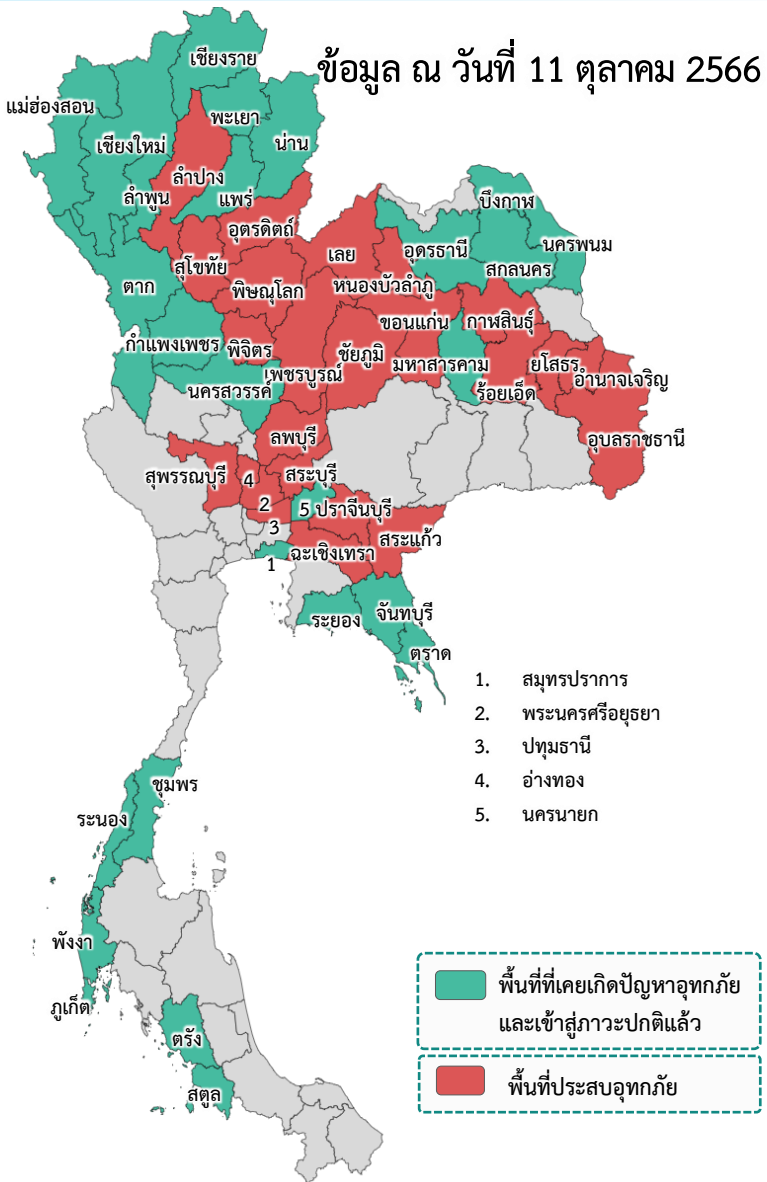 ข้อมูล ณ วันที่ 11 ตุลาคม 2566
เชียงราย
แม่ฮ่องสอน
พะเยา
เชียงใหม่
น่าน
ลำปาง
ลำพูน
แพร่
บึงกาฬ
อุตรดิตถ์
นครพนม
เลย
อุดรธานี
สุโขทัย
สกลนคร
ตาก
พิษณุโลก
หนองบัวลำภู
ขอนแก่น
กาฬสินธุ์
กำแพงเพชร
พิจิตร
ชัยภูมิ
มหาสารคาม
ยโสธร
เพชรบูรณ์
อำนาจเจริญ
นครสวรรค์
ร้อยเอ็ด
ลพบุรี
อุบลราชธานี
สุพรรณบุรี
สระบุรี
4
2
5
ปราจีนบุรี
3
สระแก้ว
ฉะเชิงเทรา
1
ระยอง
จันทบุรี
ตราด
1. สมุทรปราการ
2. พระนครศรีอยุธยา
3. ปทุมธานี
4. อ่างทอง
5. นครนายก
ชุมพร
ระนอง
พังงา
ภูเก็ต
ตรัง
สตูล
พื้นที่ที่เคยเกิดปัญหาอุทกภัย
และเข้าสู่ภาวะปกติแล้ว
พื้นที่ประสบอุทกภัย